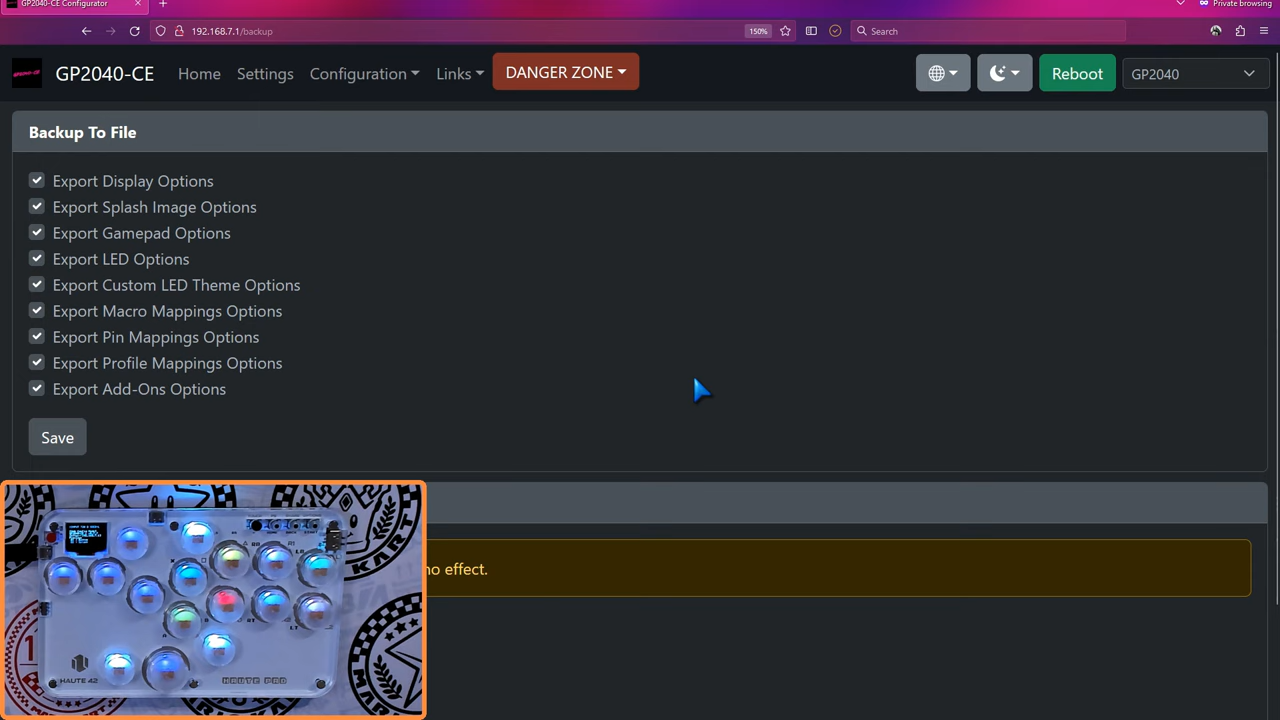 GP2040-CE Configurator
Private browsing
192.168.7.1/backup
150%
Search
GP2040-CE
Home
Settings
Configuration
Links
DANGER ZONE
Reboot
GP2040
Backup To File
Export Display Options
Export Splash Image Options
Export Gamepad Options
Export LED Options
Export Custom LED Theme Options
Export Macro Mappings Options
Export Pin Mappings Options
Export Profile Mappings Options
Export Add-Ons Options
Save
no effect.
HAUTE 42
HAUTE PAD